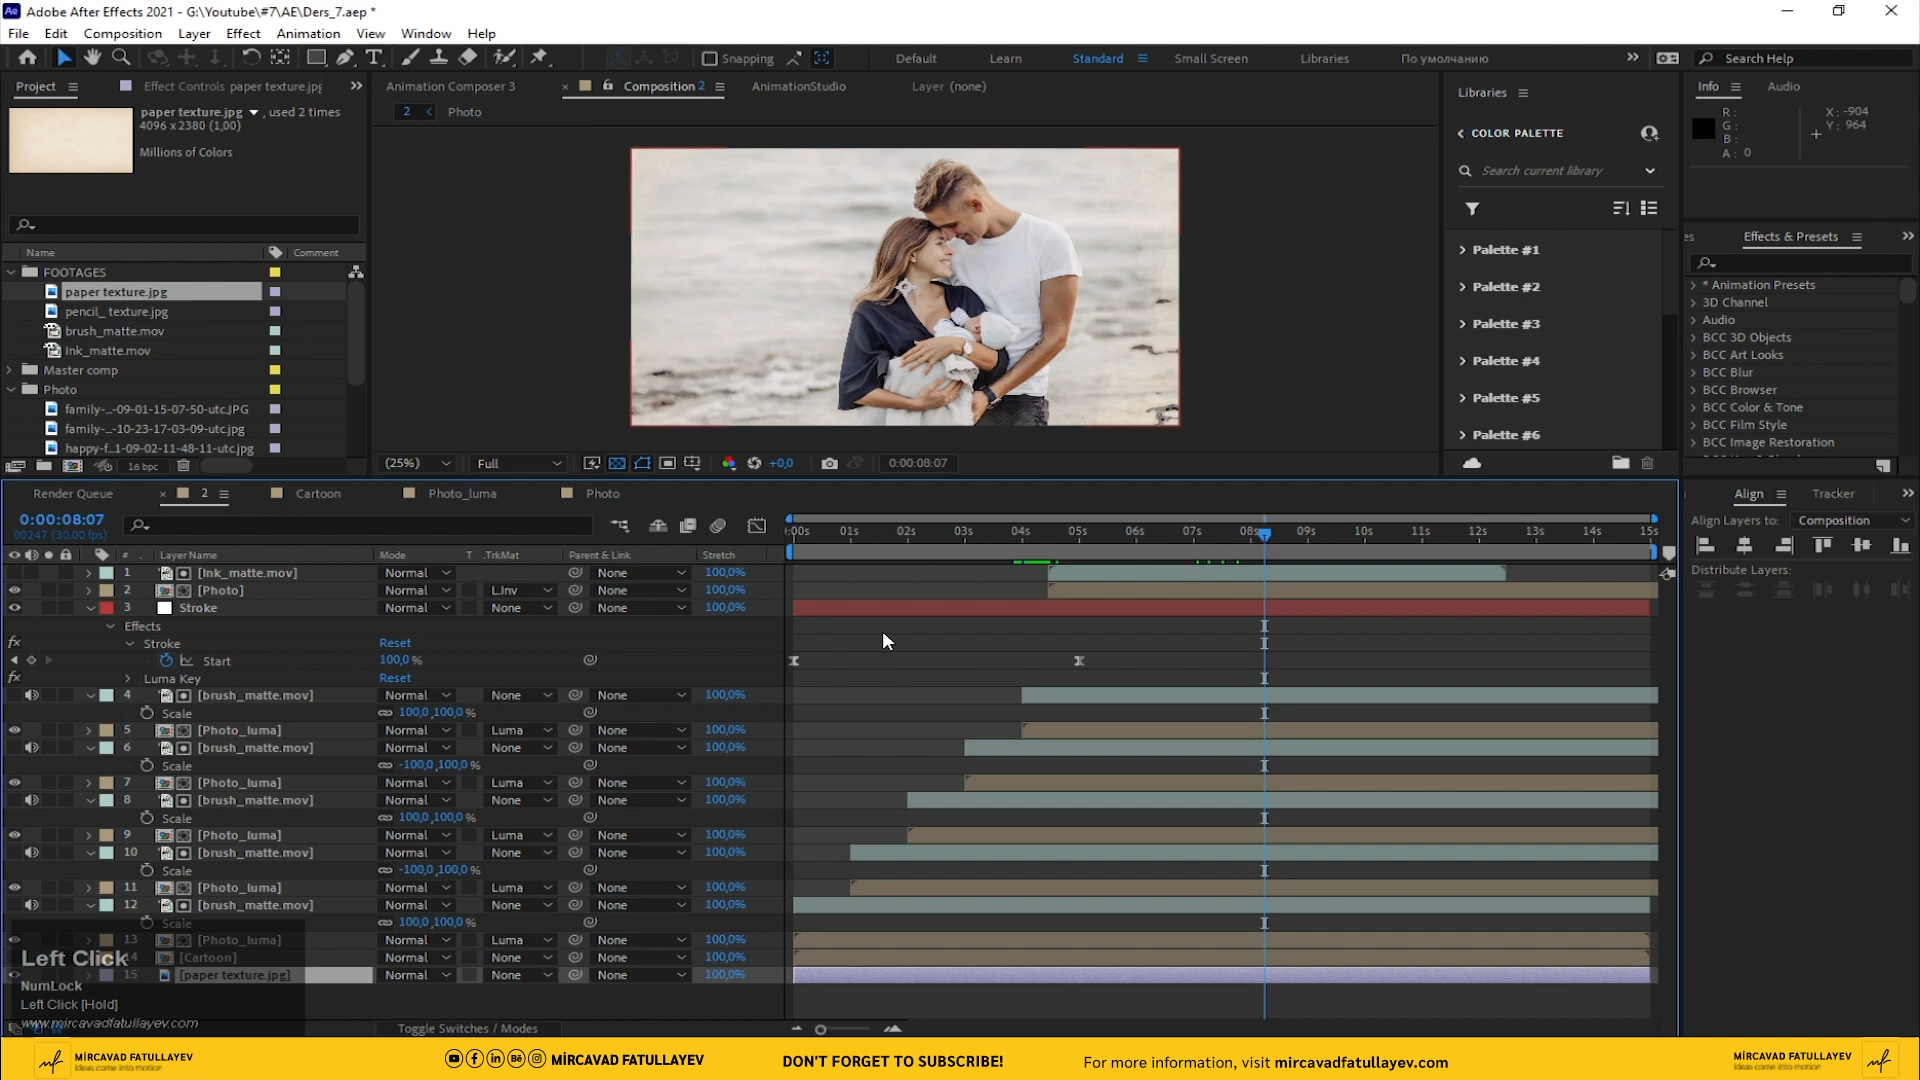 Adobe After Effects 2021 - G:\Youtube\#7\AE\Ders_7.aep *
File Edit Composition Layer Effect Animation View Window Help
Snapping Default Learn Standard Small Screen Libraries По умолчанию Search Help
Project Effect Controls paper texture.jpg
paper texture.jpg , used 2 times
4096 x 2380 (1,00)
Millions of Colors
Name Comment
FOOTAGES
paper texture.jpg
pencil_ texture.jpg
brush_matte.mov
Ink_matte.mov
Master comp
Photo
family-_-09-01-15-07-50-utc.JPG
family-_-10-23-17-03-09-utc.jpg
happy-f_1-09-02-11-48-11-utc.jpg
16 bpc
Animation Composer 3 Composition 2 AnimationStudio Layer (none)
2 Photo
(25%) Full +0,0 0:00:08:07
Libraries
COLOR PALETTE
Search current library
Palette #1
Palette #2
Palette #3
Palette #4
Palette #5
Palette #6
Info Audio
R: X: -904
G: Y: 964
B:
A: 0
Effects & Presets
* Animation Presets
3D Channel
Audio
BCC 3D Objects
BCC Art Looks
BCC Blur
BCC Browser
BCC Color & Tone
BCC Film Style
BCC Image Restoration
Align Tracker
Align Layers to: Composition
Distribute Layers:
Render Queue 2 Cartoon Photo_luma Photo
0:00:08:07
00247 (30.00 fps)
:00s 01s 02s 03s 04s 05s 06s 07s 08s 09s 10s 11s 12s 13s 14s 15s
# Layer Name Mode T .TrkMat Parent & Link Stretch
1 [Ink_matte.mov] Normal None 100,0%
2 [Photo] Normal L.Inv None 100,0%
3 Stroke Normal None None 100,0%
Effects
fx Stroke Reset
Start 100,0 %
fx Luma Key Reset
4 [brush_matte.mov] Normal None None 100,0%
Scale 100,0,100,0 %
5 [Photo_luma] Normal Luma None 100,0%
6 [brush_matte.mov] Normal None None 100,0%
Scale -100,0,100,0 %
7 [Photo_luma] Normal Luma None 100,0%
8 [brush_matte.mov] Normal None None 100,0%
Scale 100,0,100,0 %
9 [Photo_luma] Normal Luma None 100,0%
10 [brush_matte.mov] Normal None None 100,0%
Scale -100,0,100,0 %
11 [Photo_luma] Normal Luma None 100,0%
12 [brush_matte.mov] Normal None None 100,0%
Scale 100,0,100,0 %
13 [Photo_luma] Normal Luma None 100,0%
14 [Cartoon] Normal None None 100,0%
15 [paper texture.jpg] Normal None None 100,0%
Left Click
NumLock
Left Click [Hold]
www.mircavadfatullayev.com
Toggle Switches / Modes
MİRCAVAD FATULLAYEV
Ideas come into motion
MİRCAVAD FATULLAYEV
DON'T FORGET TO SUBSCRIBE!
For more information, visit mircavadfatullayev.com
MİRCAVAD FATULLAYEV
Ideas come into motion